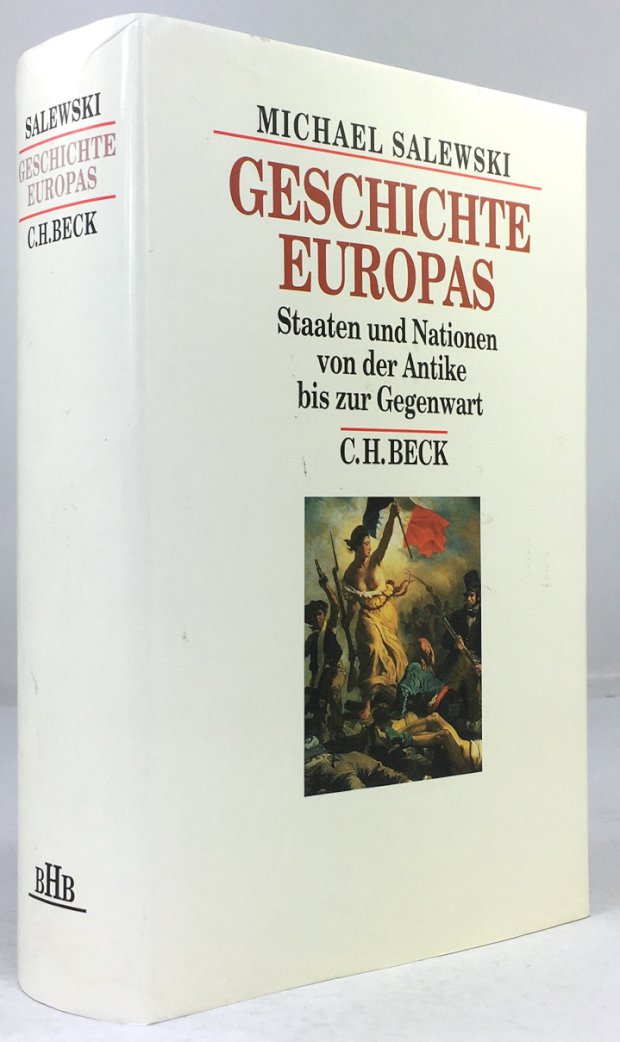 SALEWSKI
GESCHICHTE
EUROPAS
C.H.BECK
BHB
MICHAEL SALEWSKI
GESCHICHTE
EUROPAS
Staaten und Nationen
von der Antike
bis zur Gegenwart
C.H.BECK